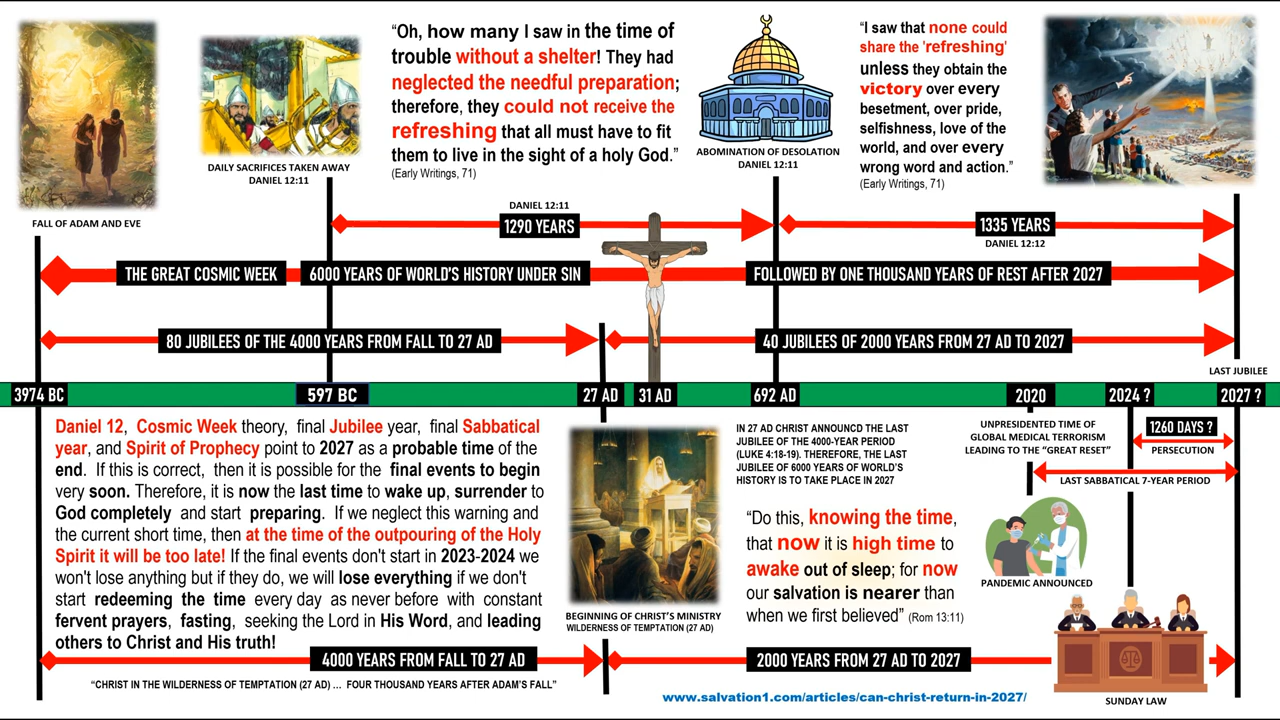 “Oh, how many I saw in the time of
trouble without a shelter! They had
neglected the needful preparation;
therefore, they could not receive the
refreshing that all must have to fit
them to live in the sight of a holy God.”
(Early Writings, 71)
“I saw that none could
share the 'refreshing'
unless they obtain the
victory over every
besetment, over pride,
selfishness, love of the
world, and over every
wrong word and action.”
(Early Writings, 71)
DAILY SACRIFICES TAKEN AWAY
DANIEL 12:11
ABOMINATION OF DESOLATION
DANIEL 12:11
FALL OF ADAM AND EVE
DANIEL 12:11
1290 YEARS
1335 YEARS
DANIEL 12:12
THE GREAT COSMIC WEEK
6000 YEARS OF WORLD'S HISTORY UNDER SIN
FOLLOWED BY ONE THOUSAND YEARS OF REST AFTER 2027
80 JUBILEES OF THE 4000 YEARS FROM FALL TO 27 AD
40 JUBILEES OF 2000 YEARS FROM 27 AD TO 2027
LAST JUBILEE
3974 BC
597 BC
27 AD
31 AD
692 AD
2020
2024 ?
2027 ?
Daniel 12, Cosmic Week theory, final Jubilee year, final Sabbatical
year, and Spirit of Prophecy point to 2027 as a probable time of the
end. If this is correct, then it is possible for the final events to begin
very soon. Therefore, it is now the last time to wake up, surrender to
God completely and start preparing. If we neglect this warning and
the current short time, then at the time of the outpouring of the Holy
Spirit it will be too late! If the final events don't start in 2023-2024 we
won't lose anything but if they do, we will lose everything if we don't
start redeeming the time every day as never before with constant
fervent prayers, fasting, seeking the Lord in His Word, and leading
others to Christ and His truth!
IN 27 AD CHRIST ANNOUNCD THE LAST
JUBILEE OF THE 4000-YEAR PERIOD
(LUKE 4:18-19). THEREFORE, THE LAST
JUBILEE OF 6000 YEARS OF WORLD'S
HISTORY IS TO TAKE PLACE IN 2027
UNPRESIDENTED TIME OF
GLOBAL MEDICAL TERRORISM
LEADING TO THE “GREAT RESET”
1260 DAYS ?
PERSECUTION
LAST SABBATICAL 7-YEAR PERIOD
“Do this, knowing the time,
that now it is high time to
awake out of sleep; for now
our salvation is nearer than
when we first believed” (Rom 13:11)
PANDEMIC ANNOUNCED
BEGINNING OF CHRIST'S MINISTRY
WILDERNESS OF TEMPTATION (27 AD)
4000 YEARS FROM FALL TO 27 AD
2000 YEARS FROM 27 AD TO 2027
“CHRIST IN THE WILDERNESS OF TEMPTATION (27 AD) ... FOUR THOUSAND YEARS AFTER ADAM'S FALL”
www.salvation1.com/articles/can-christ-return-in-2027/
SUNDAY LAW